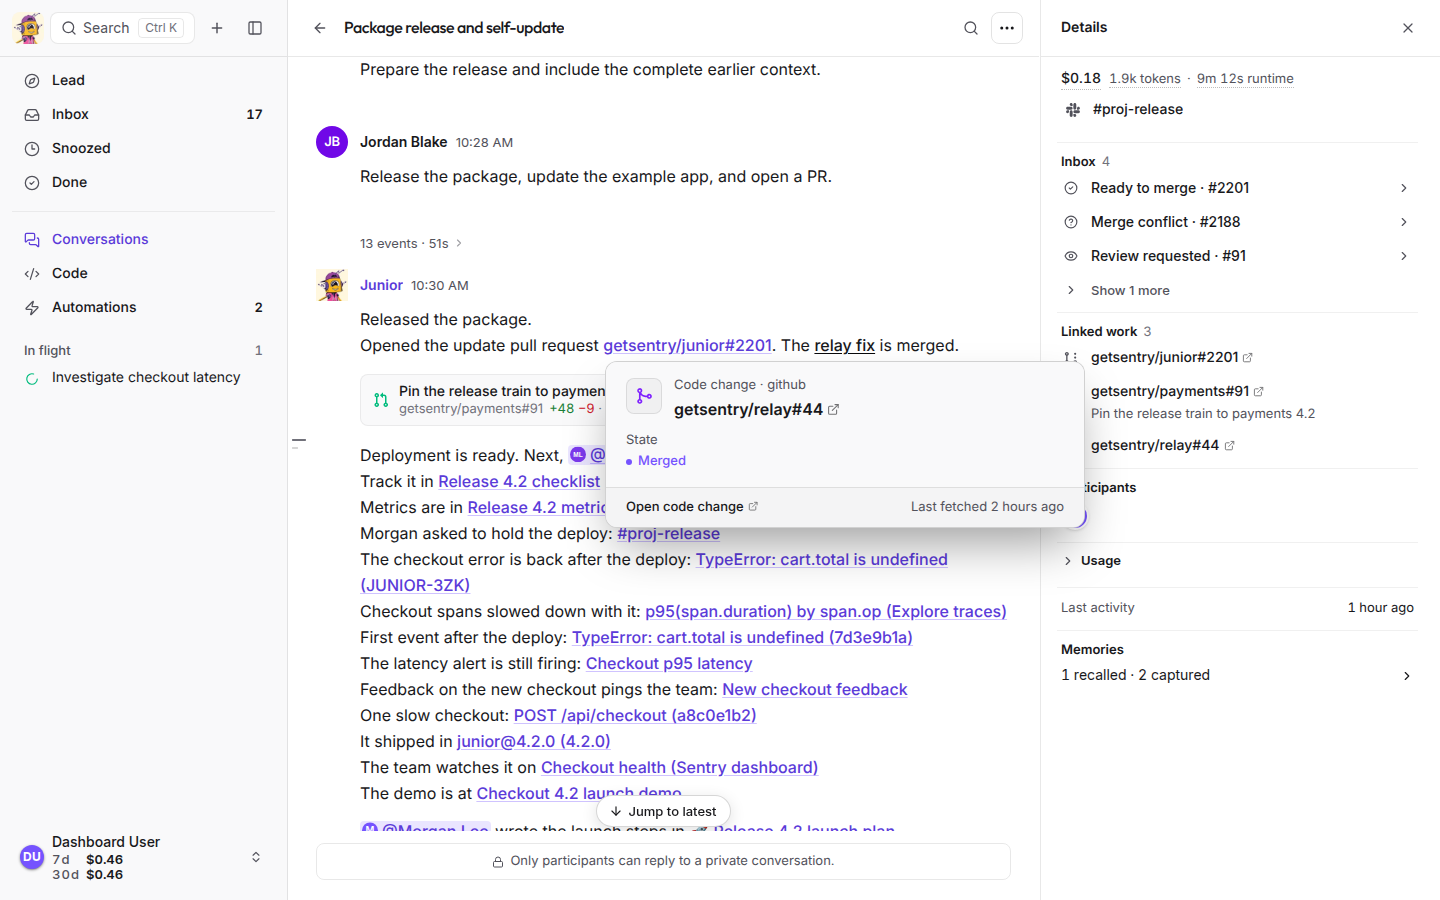 Search Ctrl K
Lead
Inbox 17
Snoozed
Done
Conversations
Code
Automations 2
In flight 1
Investigate checkout latency
DU
Dashboard User
7d $0.46
30d $0.46
Package release and self-update
Prepare the release and include the complete earlier context.
JB Jordan Blake 10:28 AM
Release the package, update the example app, and open a PR.
13 events · 51s
Junior 10:30 AM
Released the package.
Opened the update pull request getsentry/junior#2201. The relay fix is merged.
Pin the release train to paymen
getsentry/payments#91 +48 −9 ·
Code change · github
getsentry/relay#44
State
Merged
Open code change Last fetched 2 hours ago
Deployment is ready. Next, ML @
Track it in Release 4.2 checklist
Metrics are in Release 4.2 metric
Morgan asked to hold the deploy: #proj-release
The checkout error is back after the deploy: TypeError: cart.total is undefined
(JUNIOR-3ZK)
Checkout spans slowed down with it: p95(span.duration) by span.op (Explore traces)
First event after the deploy: TypeError: cart.total is undefined (7d3e9b1a)
The latency alert is still firing: Checkout p95 latency
Feedback on the new checkout pings the team: New checkout feedback
One slow checkout: POST /api/checkout (a8c0e1b2)
It shipped in junior@4.2.0 (4.2.0)
The team watches it on Checkout health (Sentry dashboard)
The demo is at Checkout 4.2 launch demo
Jump to latest
M @Morgan Lee wrote the launch steps in Release 4.2 launch plan
Only participants can reply to a private conversation.
Details
$0.18 1.9k tokens · 9m 12s runtime
#proj-release
Inbox 4
Ready to merge · #2201
Merge conflict · #2188
Review requested · #91
Show 1 more
Linked work 3
getsentry/junior#2201
getsentry/payments#91
Pin the release train to payments 4.2
getsentry/relay#44
ticipants
Usage
Last activity 1 hour ago
Memories
1 recalled · 2 captured